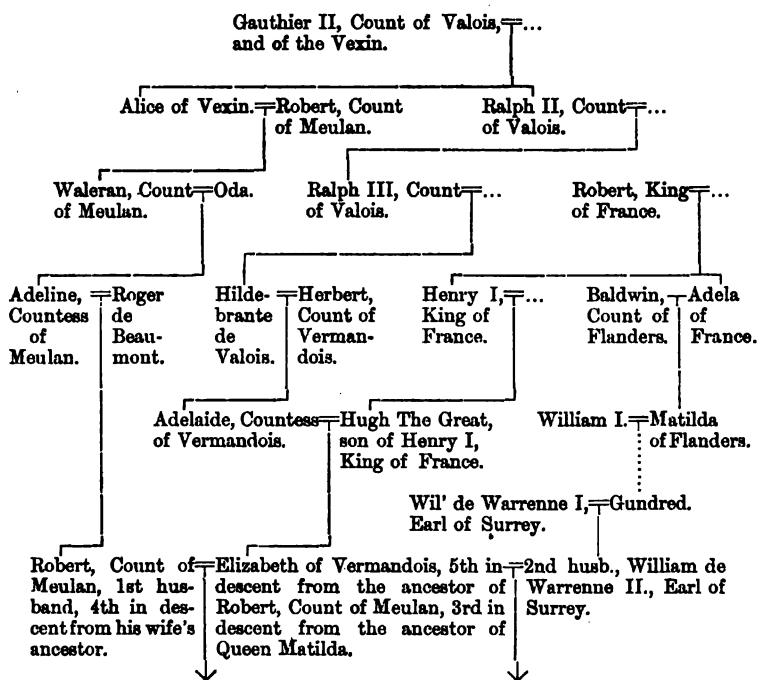 Gauthier II, Count of Valois,=...
and of the Vexin.
Alice of Vexin.=Robert, Count
of Meulan.
Ralph II, Count=...
of Valois.
Waleran, Count=Oda.
of Meulan.
Ralph III, Count=...
of Valois.
Robert, King=...
of France.
Adeline,
Countess
of
Meulan.
=Roger
de
Beau-
mont.
Hilde-
brante
de
Valois.
=Herbert,
Count of
Verman-
dois.
Henry I,=...
King of
France.
Baldwin,
Count of
Flanders.
Adela
of
France.
Adelaide, Countess
of Vermandois.
=Hugh The Great,
son of Henry I,
King of France.
William I.=Matilda
of Flanders.
Wil' de Warrenne I,=Gundred.
Earl of Surrey.
Robert, Count of
Meulan, 1st hus-
band, 4th in des-
cent from his wife's
ancestor.
=Elizabeth of Vermandois, 5th in
descent from the ancestor of
Robert, Count of Meulan, 3rd in
descent from the ancestor of
Queen Matilda.
=2nd husb., William de
Warrenne II., Earl of
Surrey.